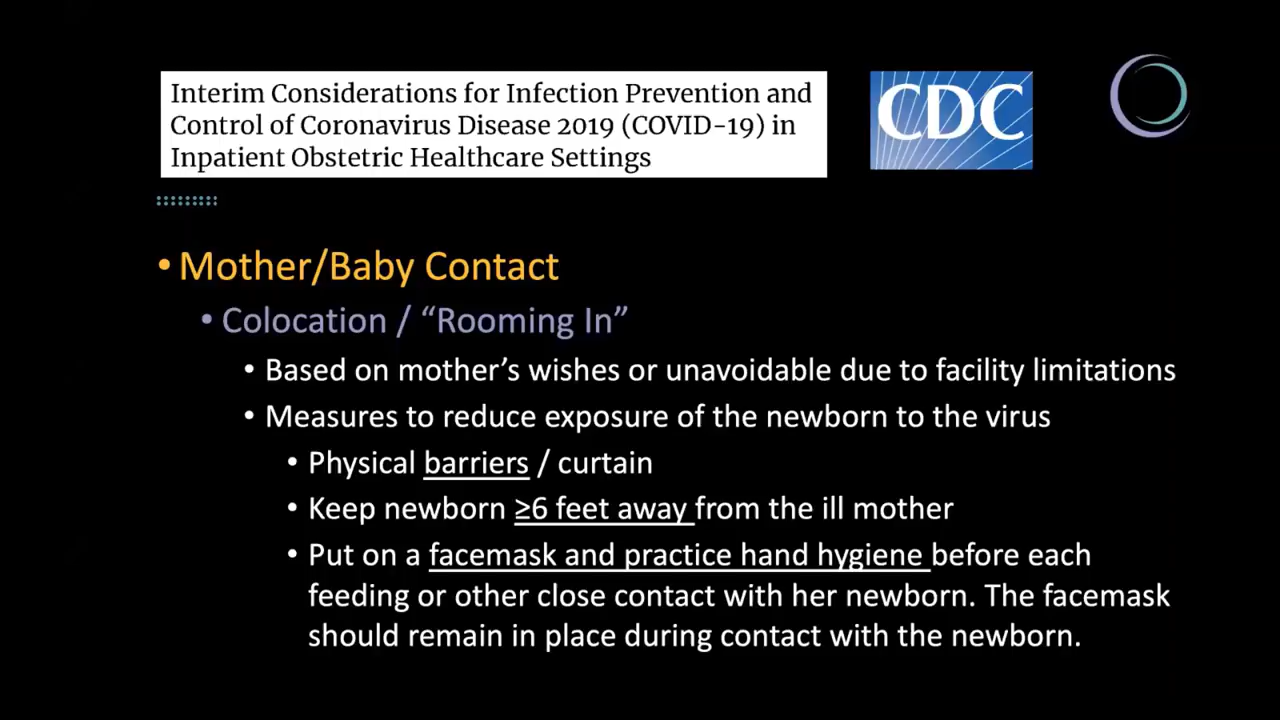 Interim Considerations for Infection Prevention and
Control of Coronavirus Disease 2019 (COVID-19) in
Inpatient Obstetric Healthcare Settings
CDC
• Mother/Baby Contact
• Colocation / “Rooming In”
• Based on mother’s wishes or unavoidable due to facility limitations
• Measures to reduce exposure of the newborn to the virus
• Physical barriers / curtain
• Keep newborn ≥6 feet away from the ill mother
• Put on a facemask and practice hand hygiene before each
feeding or other close contact with her newborn. The facemask
should remain in place during contact with the newborn.